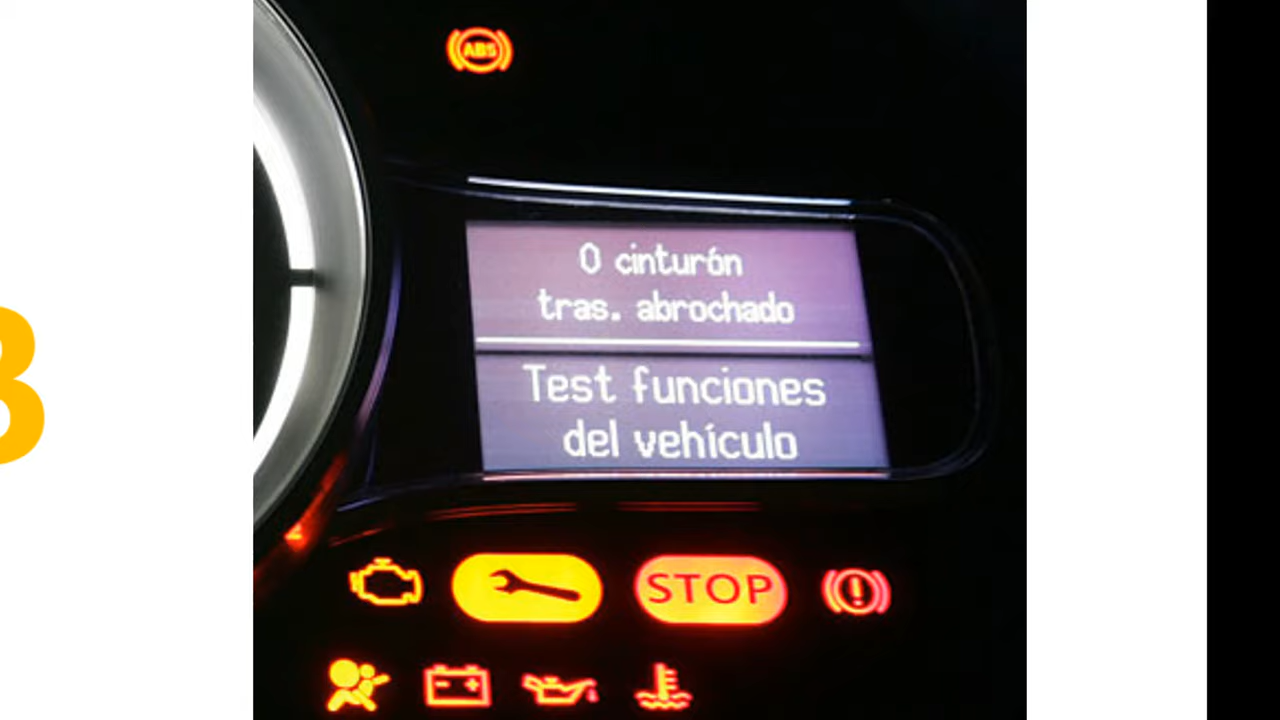 ABS
0 cinturón
tras. abrochado
Test funciones
del vehículo
STOP